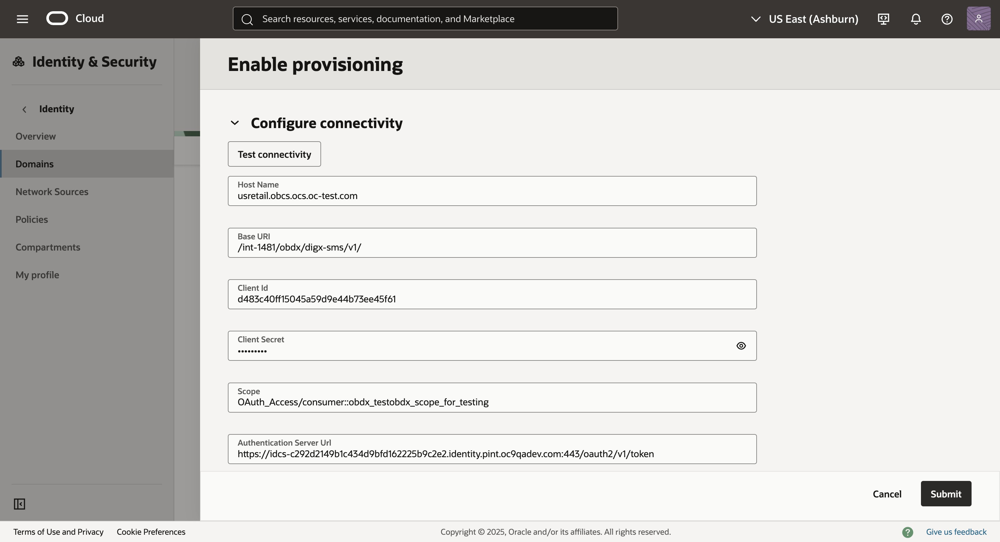 Cloud
Search resources, services, documentation, and Marketplace
US East (Ashburn)
Identity & Security
Identity
Overview
Domains
Network Sources
Policies
Compartments
My profile
Enable provisioning
Configure connectivity
Test connectivity
Host Name
usretail.obcs.ocs.oc-test.com
Base URI
/int-1481/obdx/digx-sms/v1/
Client Id
d483c40ff15045a59d9e44b73ee45f61
Client Secret
•••••••••
Scope
OAuth_Access/consumer::obdx_testobdx_scope_for_testing
Authentication Server Url
https://idcs-c292d2149b1c434d9bfd162225b9c2e2.identity.pint.oc9qadev.com:443/oauth2/v1/token
Cancel
Submit
Terms of Use and Privacy
Cookie Preferences
Copyright © 2025, Oracle and/or its affiliates. All rights reserved.
Give us feedback